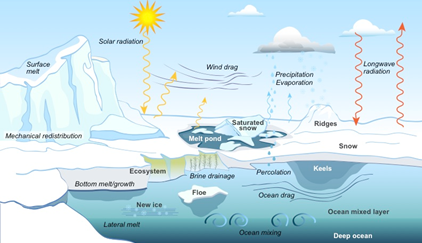 Solar radiation
Surface
melt
Wind drag
Longwave
radiation
Precipitation
Evaporation
Saturated
snow
Ridges
Mechanical redistribution
Melt pond
Snow
Ecosystem
Brine drainage
Percolation
Keels
Bottom melt/growth
Floe
Ocean drag
New ice
Ocean mixed layer
Lateral melt
Ocean mixing
Deep ocean